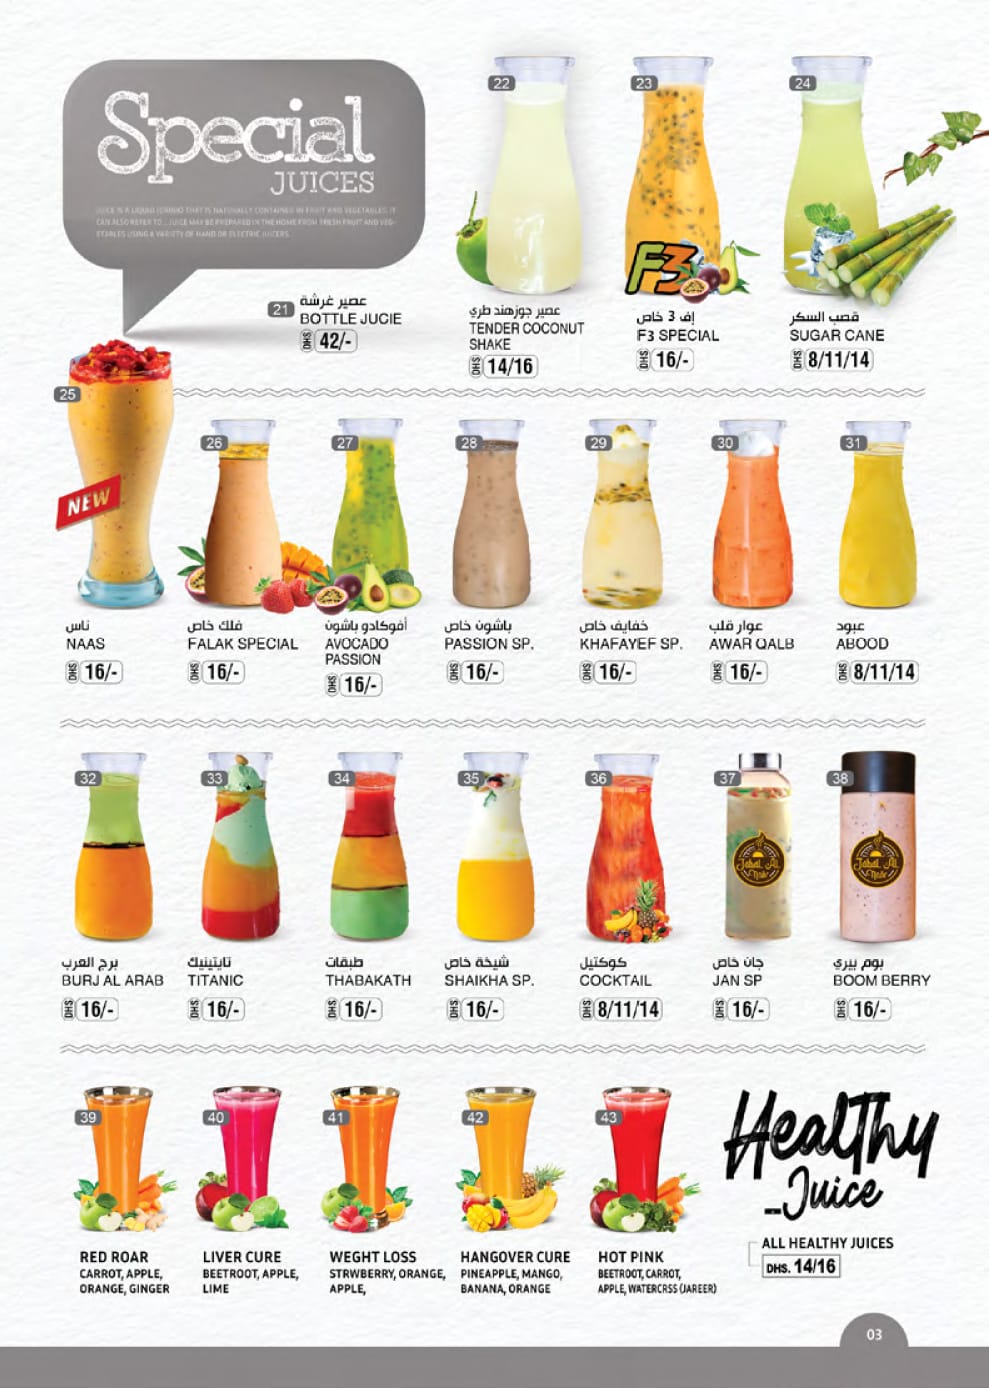 Special
JUICES
JUICE IS A LIQUID (DRINK) THAT IS NATURALLY CONTAINED IN FRUIT AND VEGETABLES. IT
CAN ALSO REFER TO ... JUICE MAY BE PREPARED IN THE HOME FROM FRESH FRUIT AND VEG-
ETABLES USING A VARIETY OF HAND OR ELECTRIC JUICERS
21
عصير غرشة
BOTTLE JUCIE
DHS 42/-
22
عصير جوزهند طري
TENDER COCONUT
SHAKE
DHS 14/16
23
F3
إف 3 خاص
F3 SPECIAL
DHS 16/-
24
قصب السكر
SUGAR CANE
DHS 8/11/14
25
NEW
ناس
NAAS
DHS 16/-
26
فلك خاص
FALAK SPECIAL
DHS 16/-
27
أفوكادو باشون
AVOCADO
PASSION
DHS 16/-
28
باشون خاص
PASSION SP.
DHS 16/-
29
خفايف خاص
KHAFAYEF SP.
DHS 16/-
30
عوار قلب
AWAR QALB
DHS 16/-
31
عبود
ABOOD
DHS 8/11/14
32
برج العرب
BURJ AL ARAB
DHS 16/-
33
تايتينيك
TITANIC
DHS 16/-
34
طبقات
THABAKATH
DHS 16/-
35
شيخة خاص
SHAIKHA SP.
DHS 16/-
36
كوكتيل
COCKTAIL
DHS 8/11/14
37
Jabal Al
Noor
جان خاص
JAN SP
DHS 16/-
38
Jabal Al
Noor
بوم بيري
BOOM BERRY
DHS 16/-
39
RED ROAR
CARROT, APPLE,
ORANGE, GINGER
40
LIVER CURE
BEETROOT, APPLE,
LIME
41
WEGHT LOSS
STRWBERRY, ORANGE,
APPLE,
42
HANGOVER CURE
PINEAPPLE, MANGO,
BANANA, ORANGE
43
HOT PINK
BEETROOT, CARROT,
APPLE, WATERCRSS (JAREER)
Healthy
Juice
ALL HEALTHY JUICES
DHS. 14/16
03